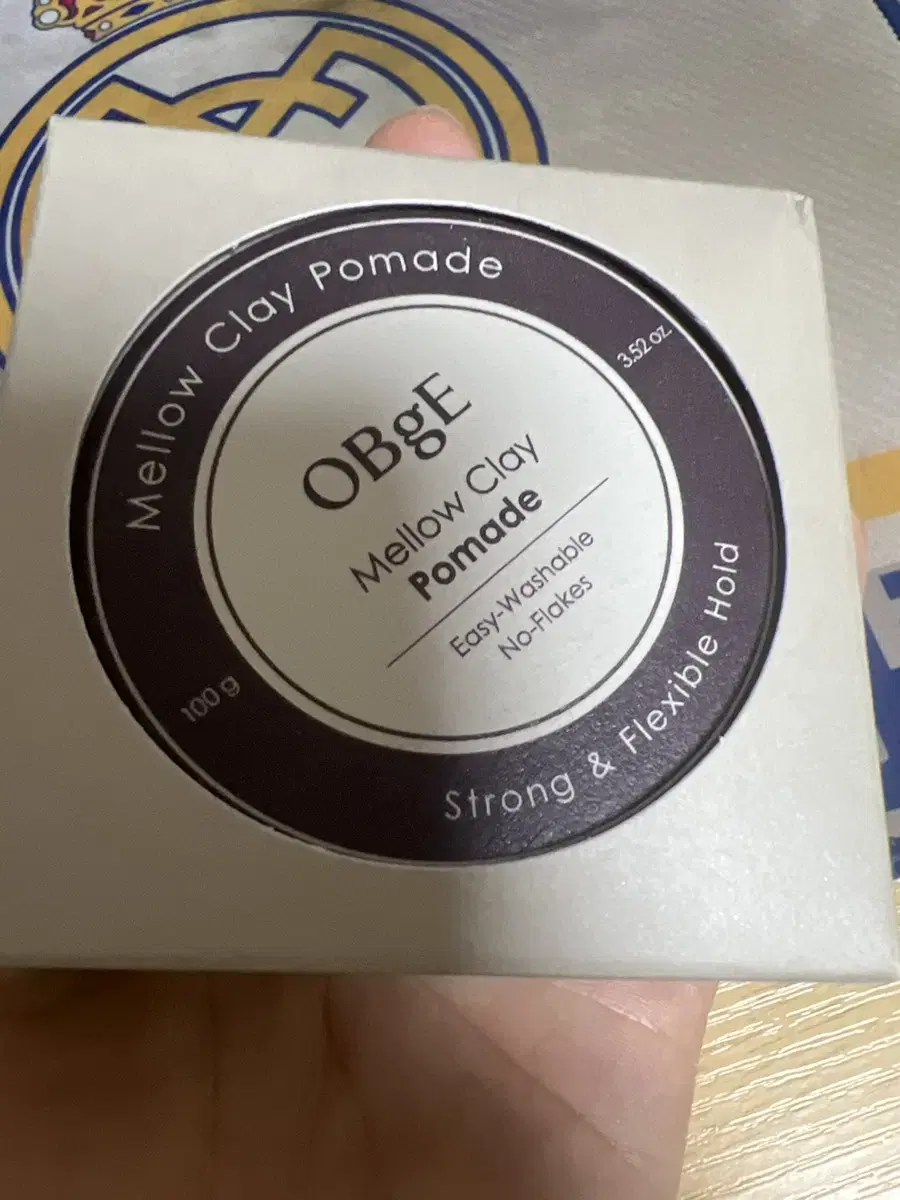 Mellow Clay Pomade
3.52 oz.
OBgE
Mellow Clay
Pomade
Easy-Washable
No-Flakes
100 g
Strong & Flexible Hold